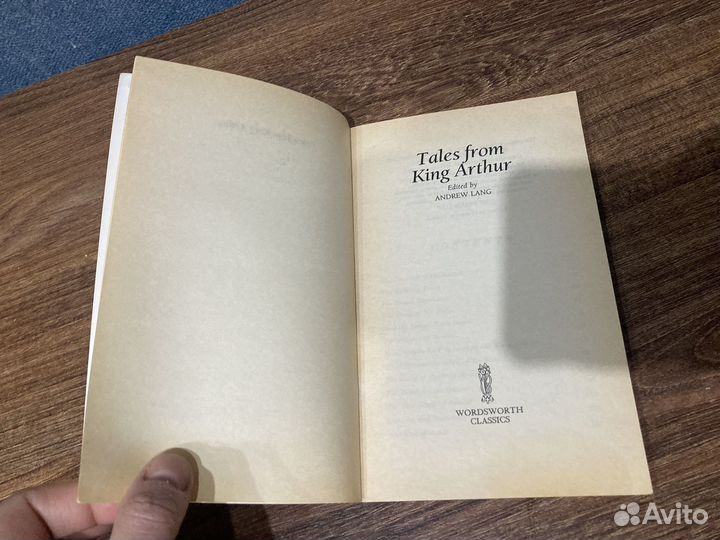 Tales from
King Arthur
Edited by
ANDREW LANG
WORDSWORTH
CLASSICS
Avito